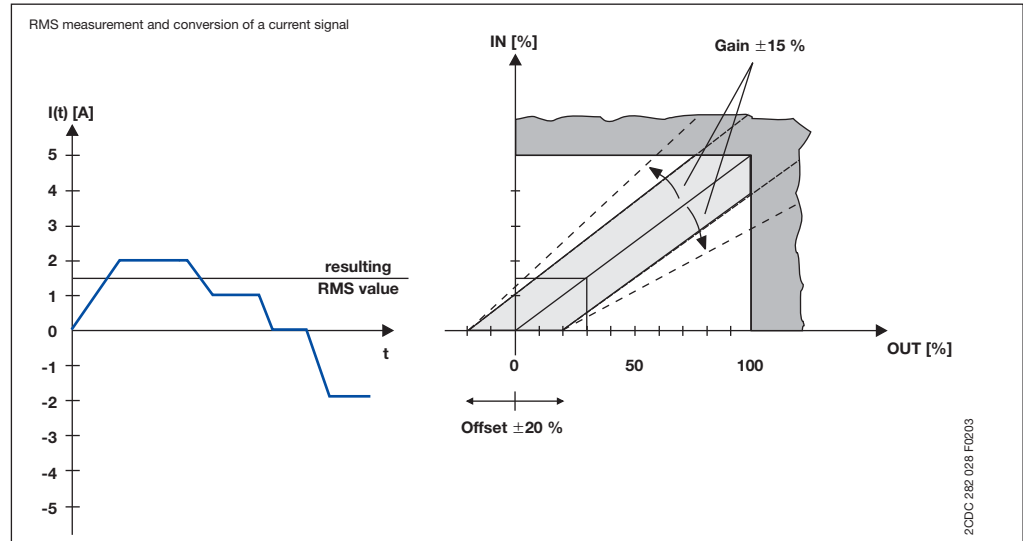 RMS measurement and conversion of a current signal
I(t) [A]
5
4
3
2
1
0
-1
-2
-3
-4
-5
resulting
RMS value
t
IN [%]
Gain ±15 %
0
50
100
OUT [%]
Offset ±20 %
2CDC 282 028 F0203